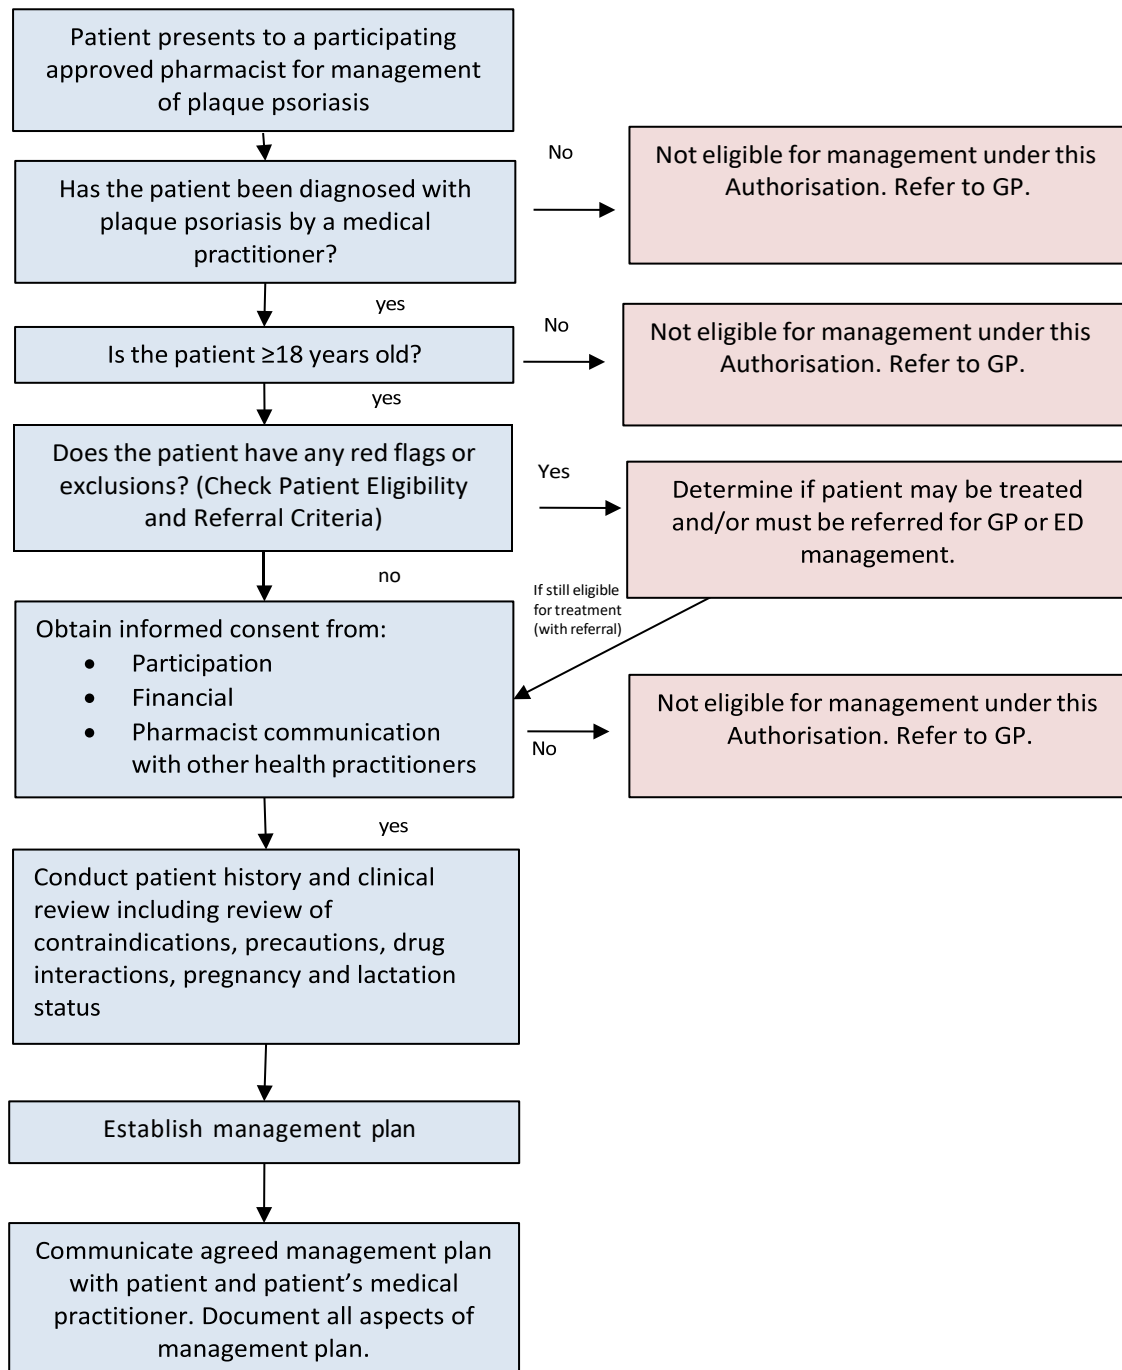 Patient presents to a participating
approved pharmacist for management
of plaque psoriasis
Has the patient been diagnosed with
plaque psoriasis by a medical
practitioner?
No
Not eligible for management under this
Authorisation. Refer to GP.
yes
Is the patient ≥18 years old?
No
Not eligible for management under this
Authorisation. Refer to GP.
yes
Does the patient have any red flags or
exclusions? (Check Patient Eligibility
and Referral Criteria)
Yes
Determine if patient may be treated
and/or must be referred for GP or ED
management.
no
If still eligible
for treatment
(with referral)
Obtain informed consent from:
• Participation
• Financial
• Pharmacist communication
with other health practitioners
No
Not eligible for management under this
Authorisation. Refer to GP.
yes
Conduct patient history and clinical
review including review of
contraindications, precautions, drug
interactions, pregnancy and lactation
status
Establish management plan
Communicate agreed management plan
with patient and patient’s medical
practitioner. Document all aspects of
management plan.